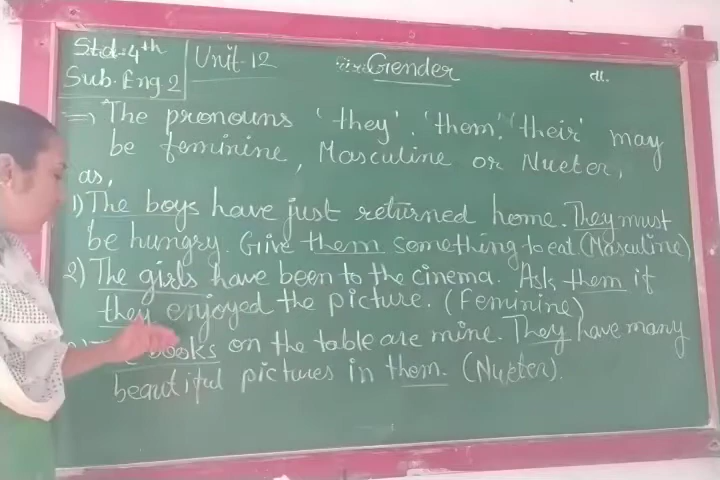 Std:4th
Unit-12
Gender
dt.
Sub. Eng 2
⇒ The pronouns 'they', 'them', 'their' may
be feminine, Masculine or Nueter,
as,
1) The boys have just returned home. They must
be hungry. Give them something to eat. (Masculine)
2) The girls have been to the cinema. Ask them if
they enjoyed the picture. (Feminine)
books on the table are mine. They have many
beautiful pictures in them. (Nueter).